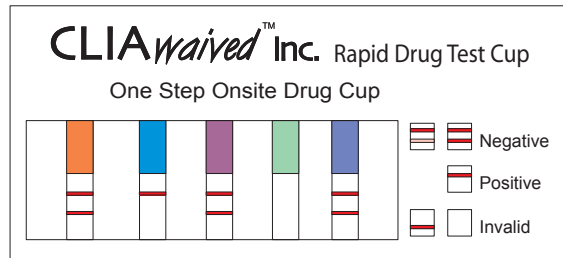 CLIAwaived™ Inc. Rapid Drug Test Cup
One Step Onsite Drug Cup
Negative
Positive
Invalid